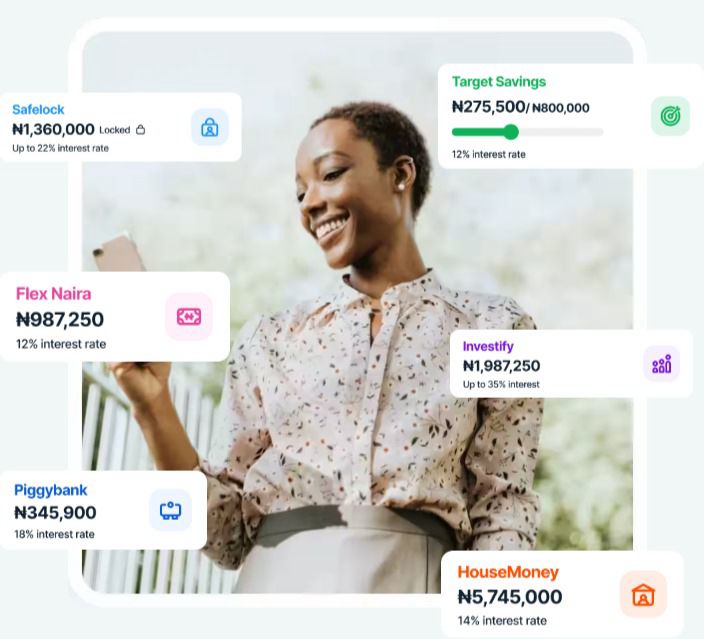 Safelock
₦1,360,000 Locked
Up to 22% interest rate
Target Savings
₦275,500/ ₦800,000
12% interest rate
Flex Naira
₦987,250
12% interest rate
Investify
₦1,987,250
Up to 35% interest
Piggybank
₦345,900
18% interest rate
HouseMoney
₦5,745,000
14% interest rate